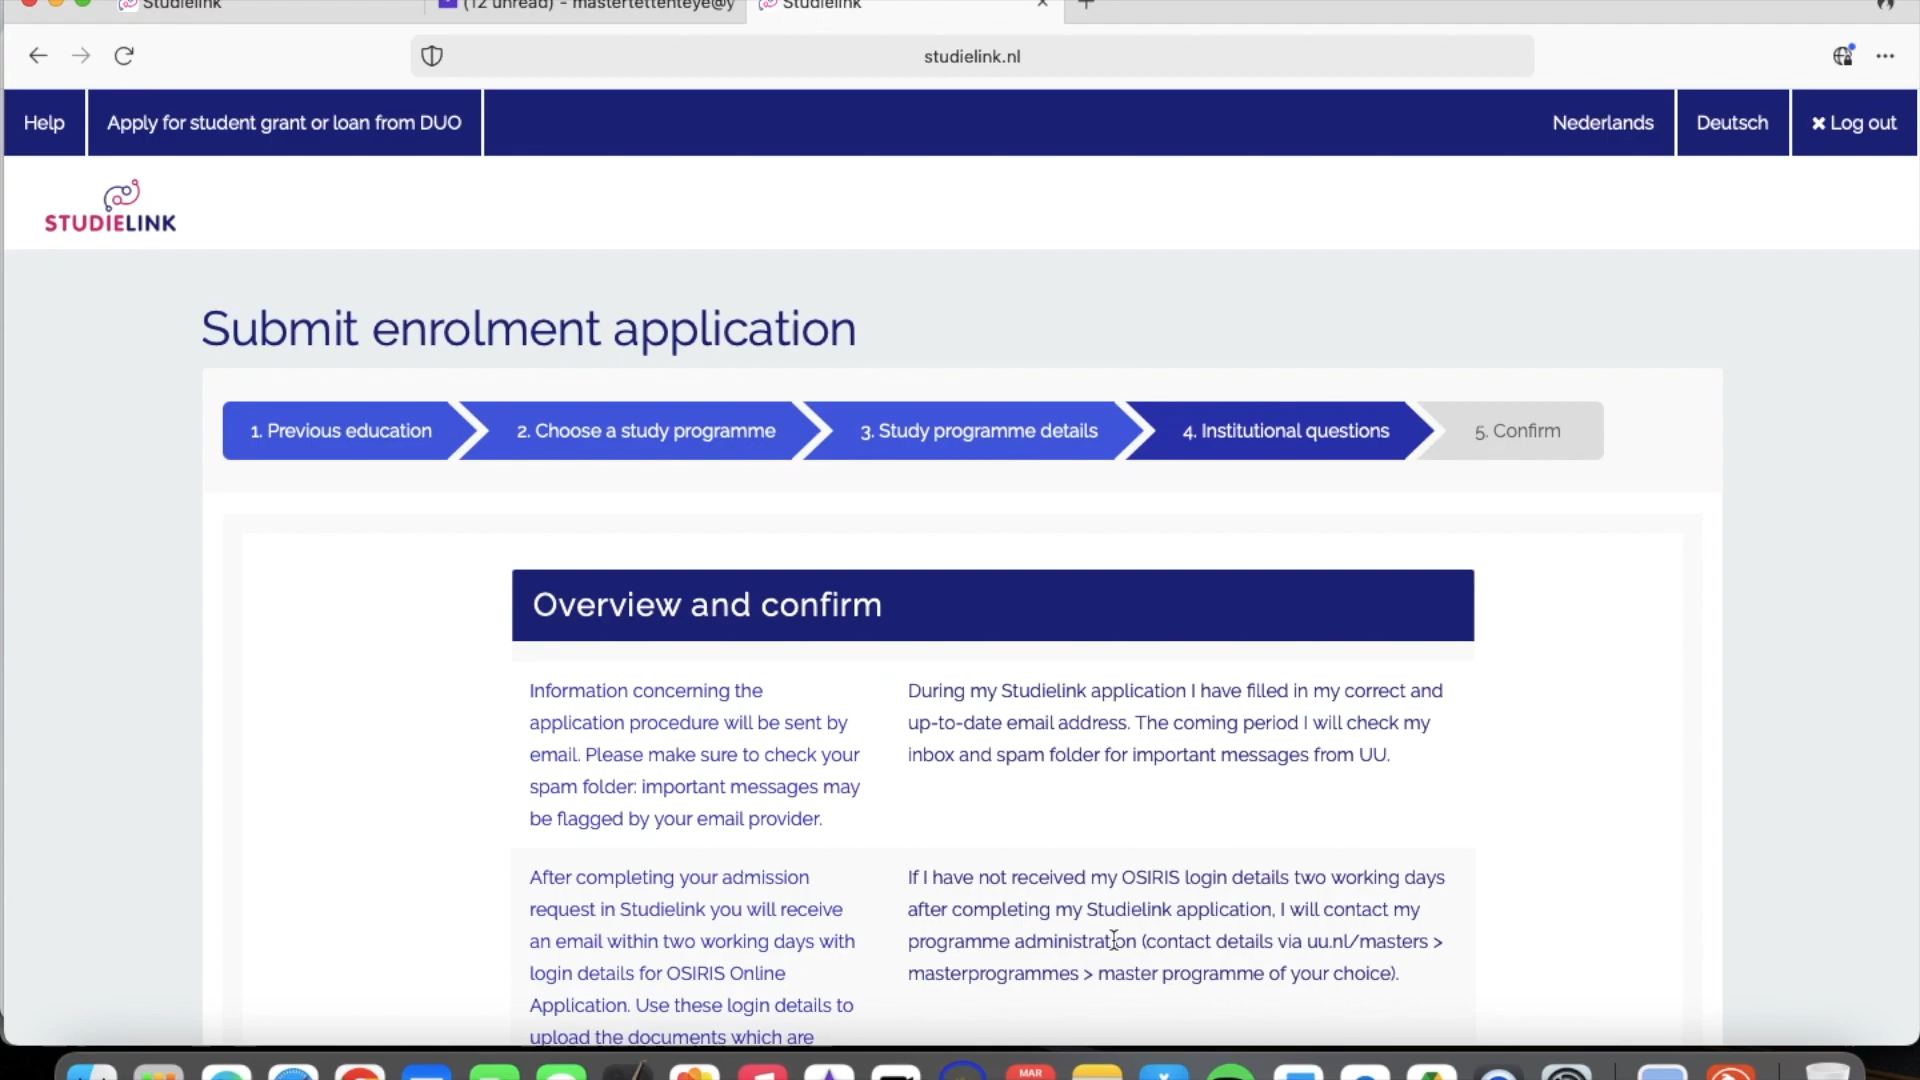 Studielink
(12 unread) - mastertettenteye@y
Studielink
studielink.nl
Help
Apply for student grant or loan from DUO
Nederlands
Deutsch
Log out
STUDIELINK
Submit enrolment application
1. Previous education
2. Choose a study programme
3. Study programme details
4. Institutional questions
5. Confirm
Overview and confirm
Information concerning the
application procedure will be sent by
email. Please make sure to check your
spam folder: important messages may
be flagged by your email provider.
During my Studielink application I have filled in my correct and
up-to-date email address. The coming period I will check my
inbox and spam folder for important messages from UU.
After completing your admission
request in Studielink you will receive
an email within two working days with
login details for OSIRIS Online
Application. Use these login details to
upload the documents which are
If I have not received my OSIRIS login details two working days
after completing my Studielink application, I will contact my
programme administration (contact details via uu.nl/masters >
masterprogrammes > master programme of your choice).
MAR